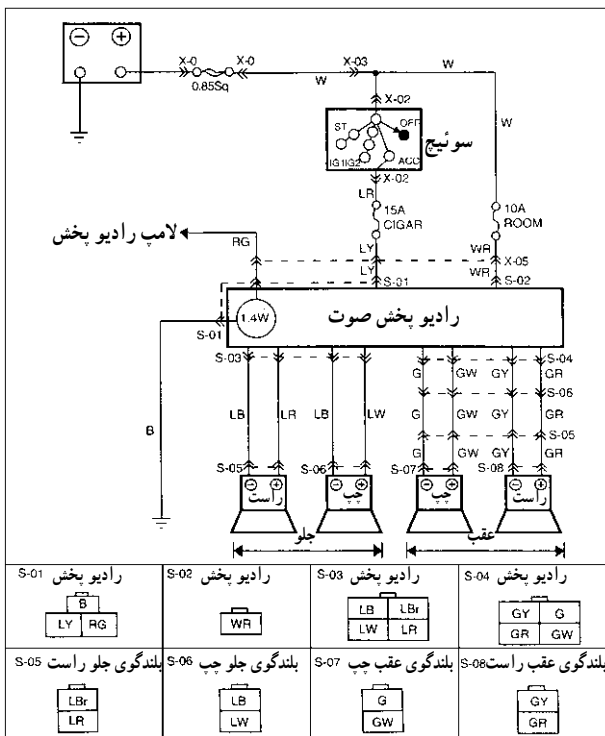 X-0 X-0 X-03 W
0.85Sq W
X-02 W
ST OFF
سوئیچ
IG1 IG2 ACC
X-02
LR
15A 10A
CIGAR ROOM
لامپ رادیو پخش
RG LY WR X-05
LY S-01 WR S-02
رادیو پخش صوت
1.4W
S-01
S-03 S-04
G GW GY GR
S-06
B LB LR LB LW G GW GY GR
S-05
G GW GY GR
S-05 S-06 S-07 S-08
راست چپ چپ راست
جلو عقب
S-01 رادیو پخش S-02 رادیو پخش S-03 رادیو پخش S-04 رادیو پخش
B LB LBr GY G
LY RG WR LW LR GR GW
S-05 بلندگوی جلو راست S-06 بلندگوی جلو چپ S-07 بلندگوی عقب چپ S-08 بلندگوی عقب راست
LBr LB G GY
LR LW GW GR